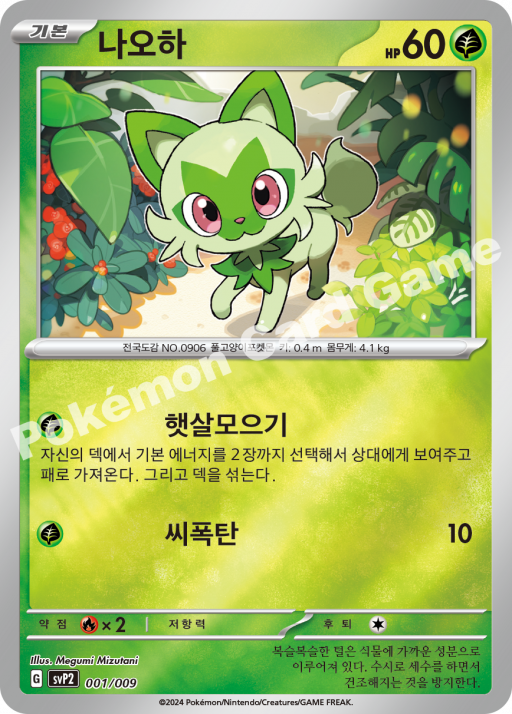 기본 나오하 HP 60
전국도감 NO.0906 풀고양이포켓몬 키: 0.4 m 몸무게: 4.1 kg
Pokémon Card Game
햇살모으기
자신의 덱에서 기본 에너지를 2장까지 선택해서 상대에게 보여주고
패로 가져온다. 그리고 덱을 섞는다.
씨폭탄 10
약점 ×2 저항력 후퇴
Illus. Megumi Mizutani
G svP2 001/009
복슬복슬한 털은 식물에 가까운 성분으로
이루어져 있다. 수시로 세수를 하면서
건조해지는 것을 방지한다.
©2024 Pokémon/Nintendo/Creatures/GAME FREAK.